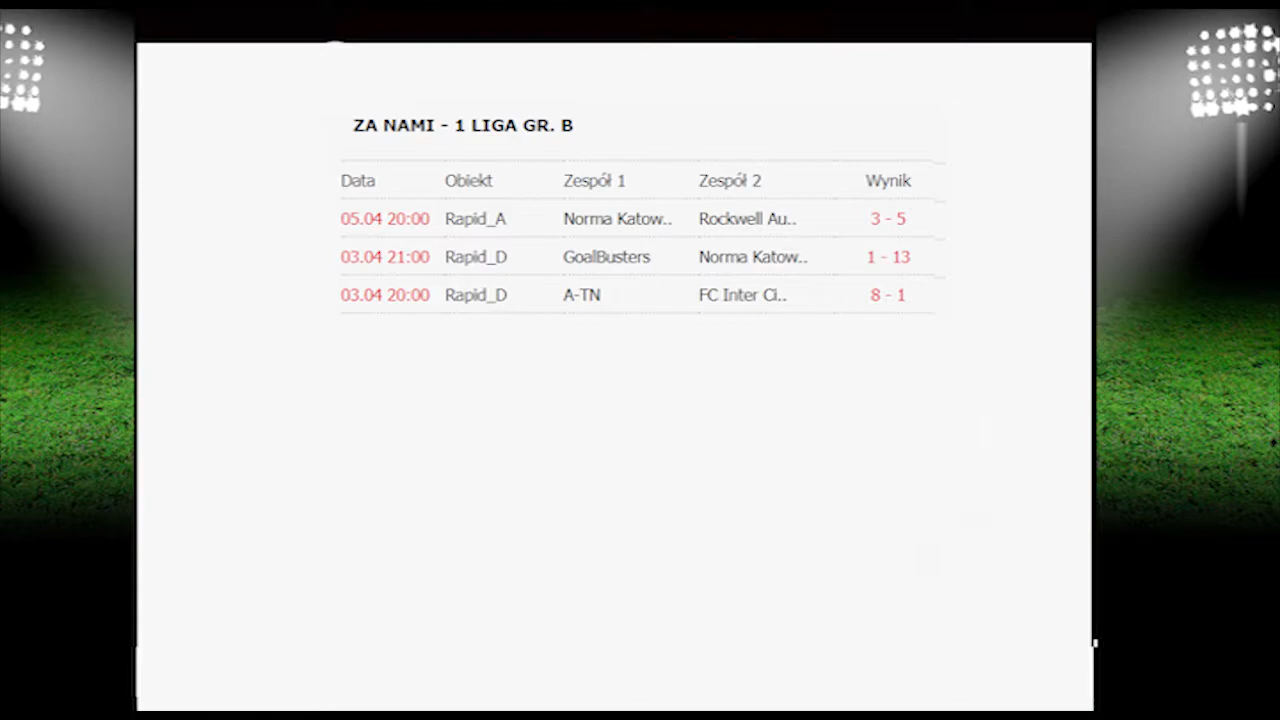 ZA NAMI - 1 LIGA GR. B
Data Obiekt Zespół 1 Zespół 2 Wynik
05.04 20:00 Rapid_A Norma Katow.. Rockwell Au.. 3 - 5
03.04 21:00 Rapid_D GoalBusters Norma Katow.. 1 - 13
03.04 20:00 Rapid_D A-TN FC Inter Ci.. 8 - 1